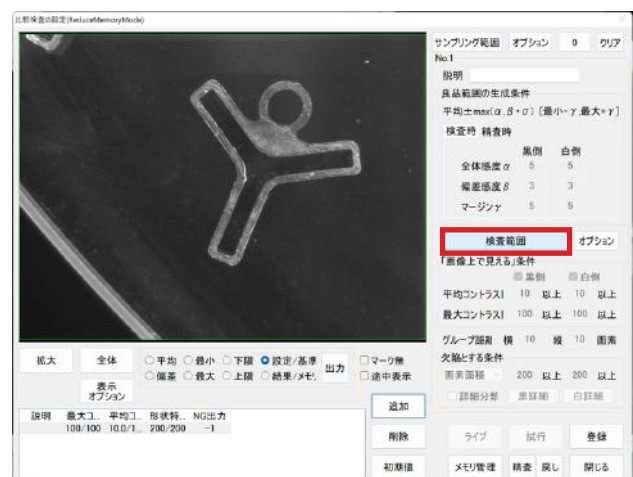 比較検査の設定(ReduceMemoryMode)
サンプリング範囲 オプション 0 クリア
No.1
説明
良品範囲の生成条件
平均±max(α,β・σ) [最小-γ,最大+γ]
検査時 精査時
黒側 白側
全体感度α 5 5
偏差感度β 3 3
マージンγ 5 5
検査範囲 オプション
「画像上で見える」条件
黒側 白側
平均コントラスト 10 以上 10 以上
最大コントラスト 100 以上 100 以上
グループ距離 横 10 縦 10 画素
欠陥とする条件
画素面積 200 以上 200 以上
詳細分類 黒詳細 白詳細
拡大 全体 平均 最小 下限 設定/基準 出力 マーク無
表示オプション 偏差 最大 上限 結果/メモリ 途中表示
説明 最大コ... 平均コ... 形状特... NG出力
100/100 10.0/1... 200/200 -1
追加
削除
初期値
ライブ 試行 登録
メモリ管理 精査 戻し 閉じる